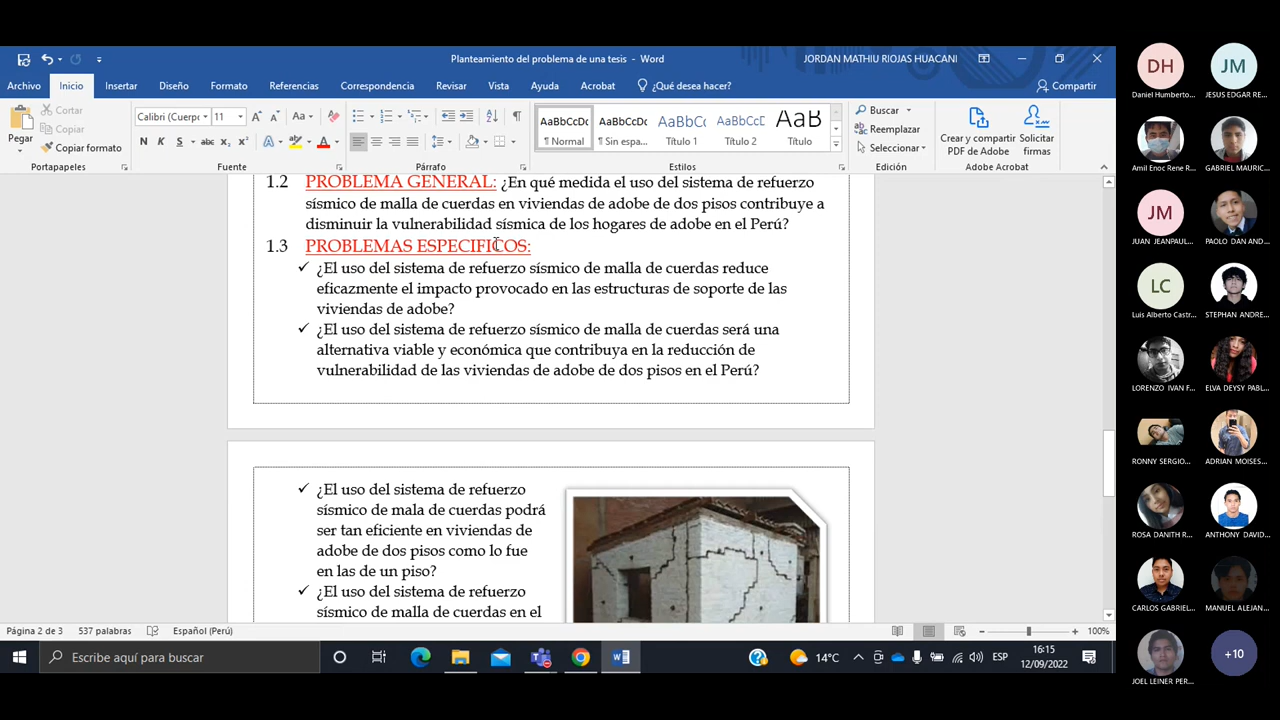 Planteamiento del problema de una tesis - Word
JORDAN MATHIU RIOJAS HUACANI
Archivo Inicio Insertar Diseño Formato Referencias Correspondencia Revisar Vista Ayuda Acrobat ¿Qué desea hacer? Compartir
Pegar
Cortar
Copiar
Copiar formato
Portapapeles
Calibri (Cuerp 11
N K S abc x₂ x²
Fuente
Párrafo
AaBbCcDc AaBbCcDc AaBbCc AaBbCcD AaB
¶ Normal ¶ Sin espa... Título 1 Título 2 Título
Estilos
Buscar
Reemplazar
Seleccionar
Edición
Crear y compartir PDF de Adobe
Solicitar firmas
Adobe Acrobat
1.2 PROBLEMA GENERAL: ¿En qué medida el uso del sistema de refuerzo
sísmico de malla de cuerdas en viviendas de adobe de dos pisos contribuye a
disminuir la vulnerabilidad sísmica de los hogares de adobe en el Perú?
1.3 PROBLEMAS ESPECIFICOS:
✓ ¿El uso del sistema de refuerzo sísmico de malla de cuerdas reduce
eficazmente el impacto provocado en las estructuras de soporte de las
viviendas de adobe?
✓ ¿El uso del sistema de refuerzo sísmico de malla de cuerdas será una
alternativa viable y económica que contribuya en la reducción de
vulnerabilidad de las viviendas de adobe de dos pisos en el Perú?
✓ ¿El uso del sistema de refuerzo
sísmico de mala de cuerdas podrá
ser tan eficiente en viviendas de
adobe de dos pisos como lo fue
en las de un piso?
✓ ¿El uso del sistema de refuerzo
sísmico de malla de cuerdas en el
Página 2 de 3 537 palabras Español (Perú) 100%
Escribe aquí para buscar
14°C
ESP
16:15
12/09/2022
DH JM
Daniel Humberto... JESUS EDGAR RE...
Amil Enoc Rene R... GABRIEL MAURIC...
JM
JUAN JEANPAUL... PAOLO DAN AND...
LC
Luis Alberto Castr... STEPHAN ANDRE...
LORENZO IVAN F... ELVA DEYSY PABL...
RONNY SERGIO... ADRIAN MOISES...
ROSA DANITH R... ANTHONY DAVID...
CARLOS GABRIEL... MANUEL ALEJAN...
+10
JOEL LEINER PER...